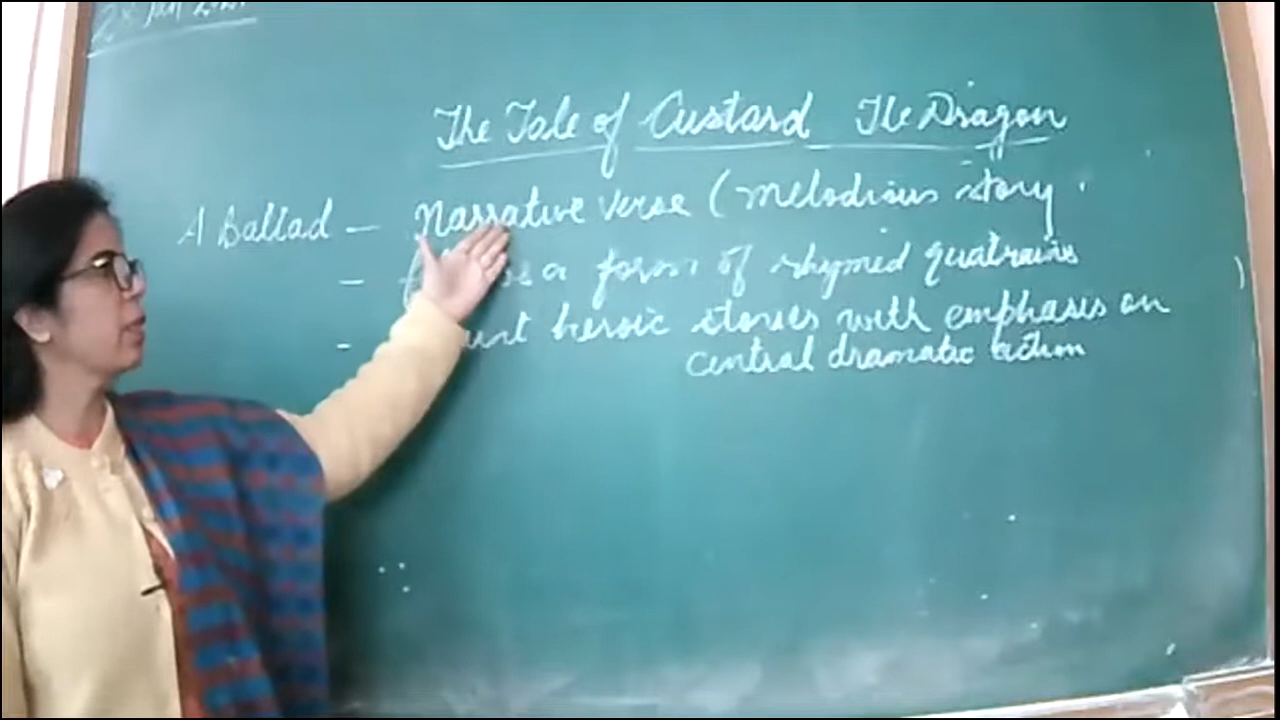 The Tale of Custard The Dragon
A Ballad - Narrative verse (Melodious story
- a form of rhymed quatrains
- heroic stories with emphasis on
central dramatic action